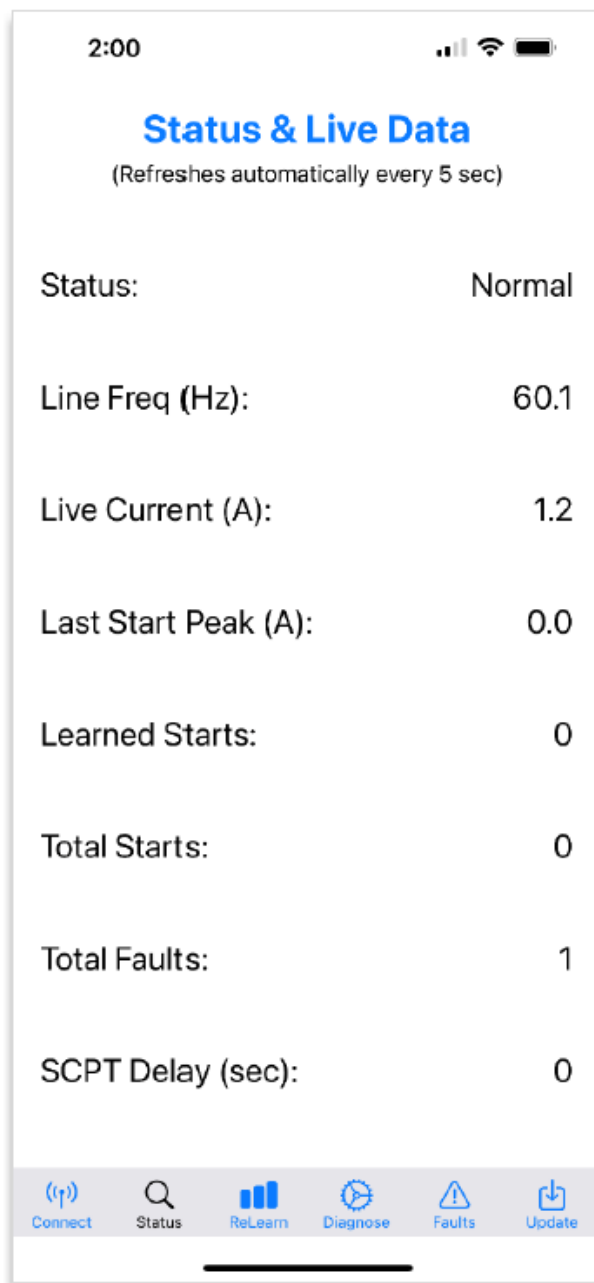 2:00
Status & Live Data
(Refreshes automatically every 5 sec)
Status: Normal
Line Freq (Hz): 60.1
Live Current (A): 1.2
Last Start Peak (A): 0.0
Learned Starts: 0
Total Starts: 0
Total Faults: 1
SCPT Delay (sec): 0
Connect Status ReLearn Diagnose Faults Update